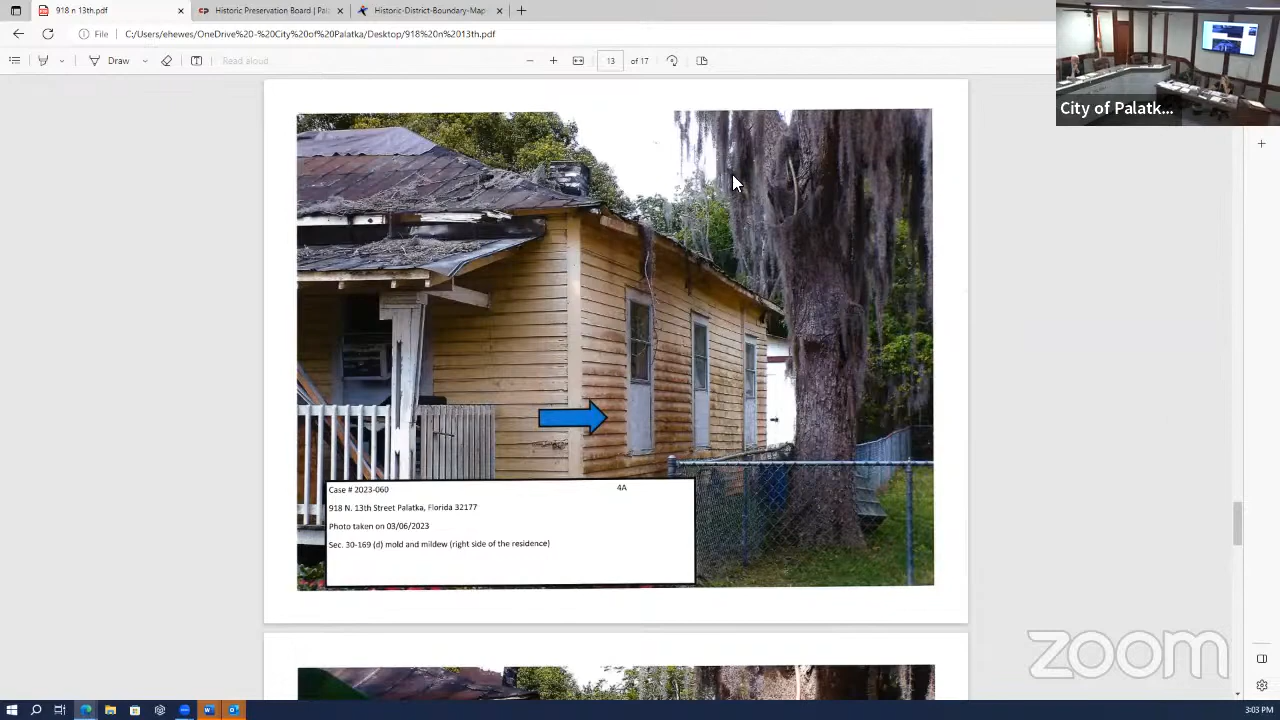 918 n 13th.pdf
Historic Preservation Board | Pal
Historic-District-Boundary-Map
File
C:/Users/ehewes/OneDrive%20-%20City%20of%20Palatka/Desktop/918%20n%2013th.pdf
Draw
Read aloud
13 of 17
City of Palatk...
Case # 2023-060
4A
918 N. 13th Street Palatka, Florida 32177
Photo taken on 03/06/2023
Sec. 30-169 (d) mold and mildew (right side of the residence)
zoom
3:03 PM